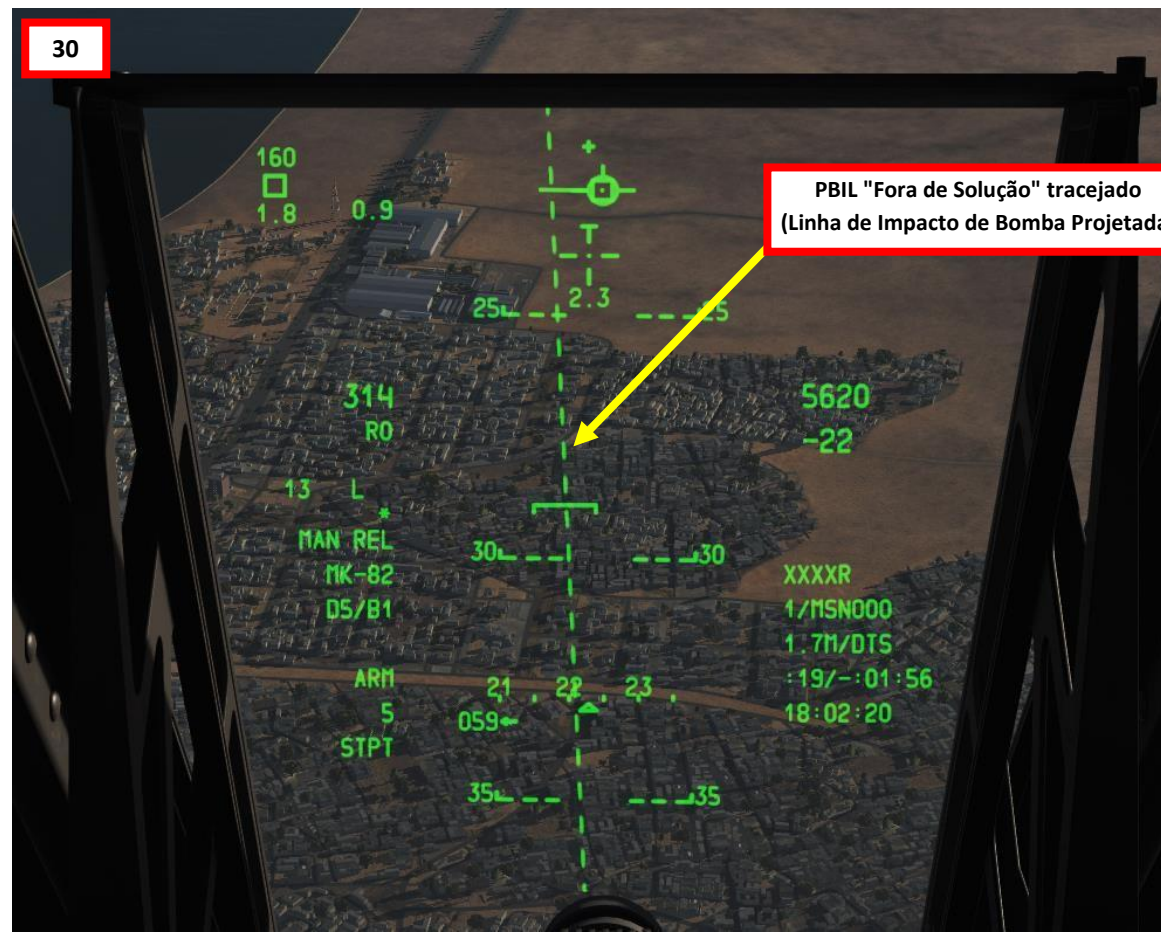 30
PBIL "Fora de Solução" tracejado
(Linha de Impacto de Bomba Projetada
160
1.8
0.9
T
2.3
25 25
314
5620
R0
-22
13 L
*
MAN REL
30 30
MK-82
XXXXR
D5/B1
1/MSN000
1.7M/DTS
ARM
21 22 23
:19/-:01:56
5
059←
18:02:20
STPT
35 35